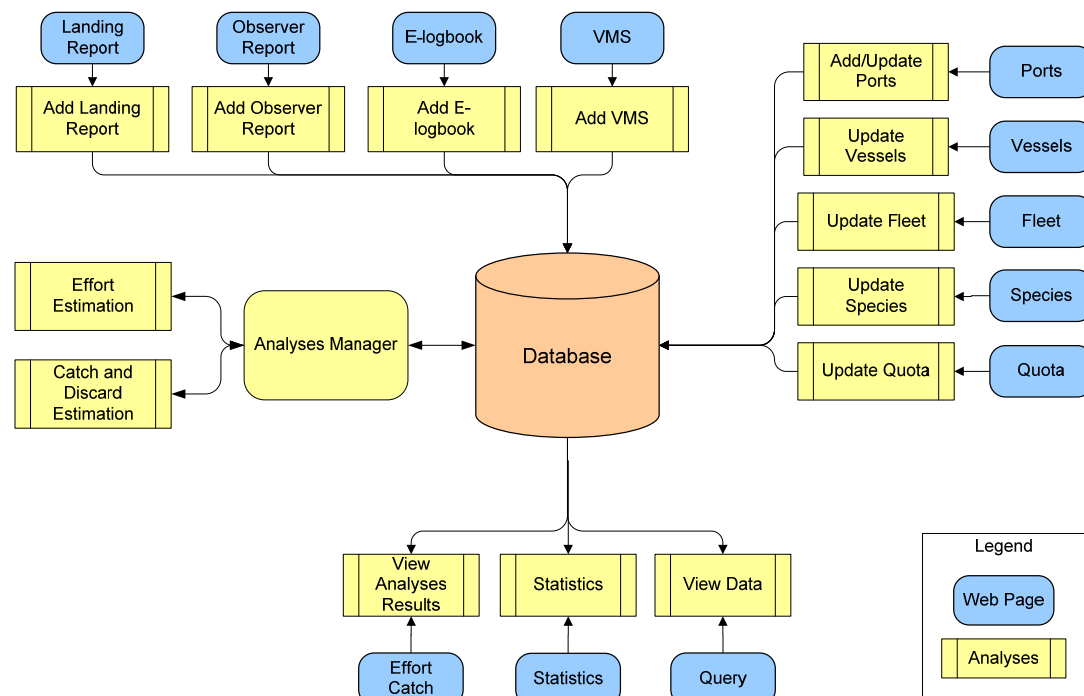 Landing
Report
Observer
Report
E-logbook
VMS
Add Landing
Report
Add Observer
Report
Add E-
logbook
Add VMS
Add/Update
Ports
Ports
Update
Vessels
Vessels
Update Fleet
Fleet
Update
Species
Species
Update Quota
Quota
Effort
Estimation
Catch and
Discard
Estimation
Analyses Manager
Database
View
Analyses
Results
Statistics
View Data
Effort
Catch
Statistics
Query
Legend
Web Page
Analyses